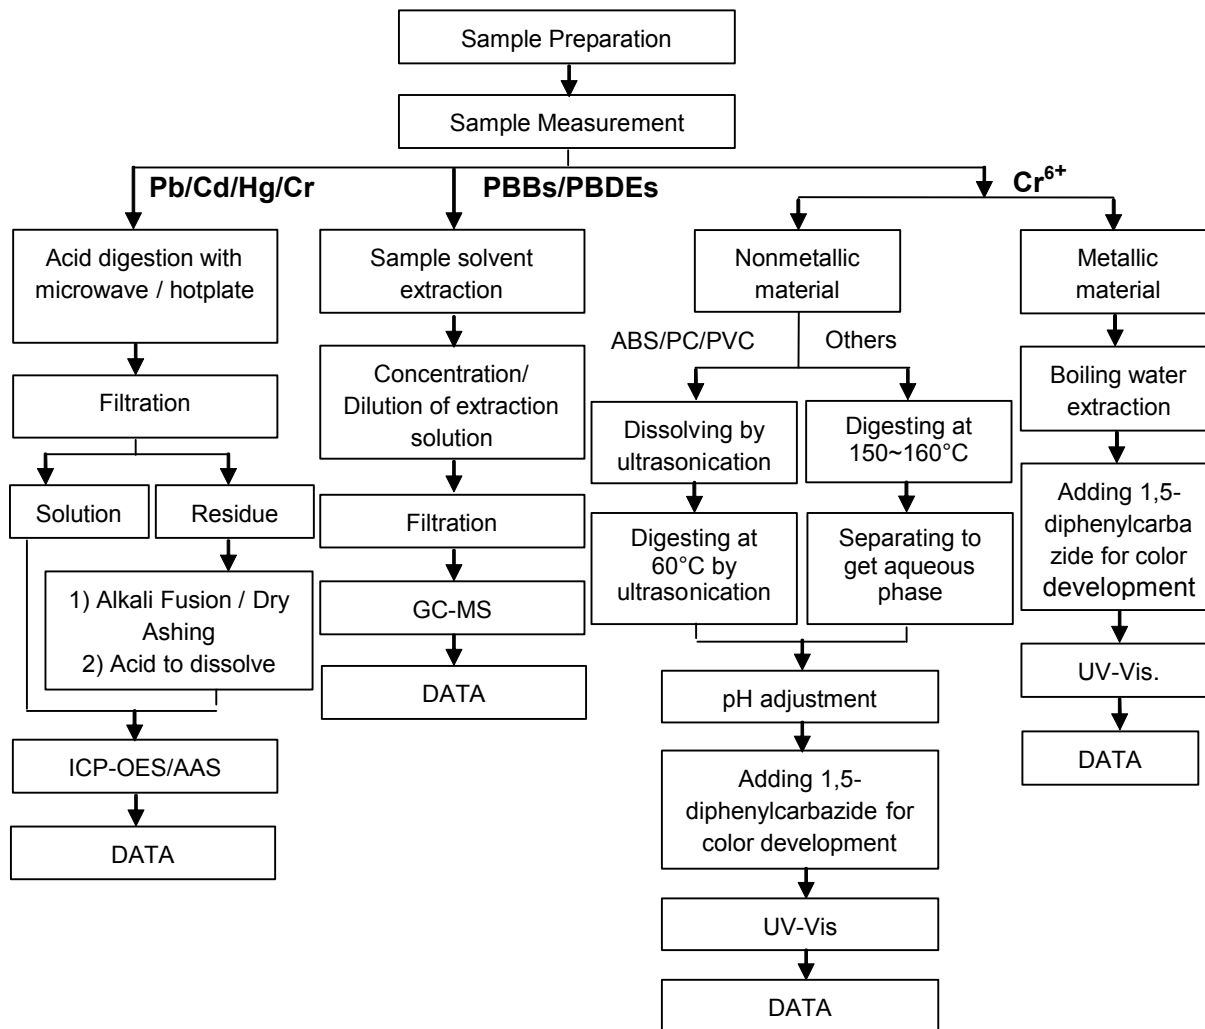 Sample Preparation
Sample Measurement
Pb/Cd/Hg/Cr
PBBs/PBDEs
Cr6+
Acid digestion with
microwave / hotplate
Filtration
Solution
Residue
1) Alkali Fusion / Dry
Ashing
2) Acid to dissolve
ICP-OES/AAS
DATA
Sample solvent
extraction
Concentration/
Dilution of extraction
solution
Filtration
GC-MS
DATA
Nonmetallic
material
ABS/PC/PVC
Others
Dissolving by
ultrasonication
Digesting at
60°C by
ultrasonication
Digesting at
150~160°C
Separating to
get aqueous
phase
pH adjustment
Adding 1,5-
diphenylcarbazide for
color development
UV-Vis
DATA
Metallic
material
Boiling water
extraction
Adding 1,5-
diphenylcarba
zide for color
development
UV-Vis.
DATA